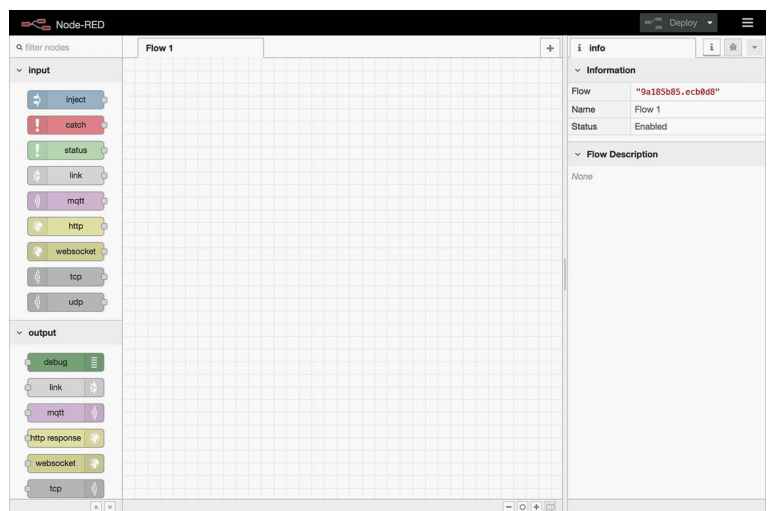 Node-RED
Deploy
filter nodes
input
inject
catch
status
link
mqtt
http
websocket
tcp
udp
output
debug
link
mqtt
http response
websocket
tcp
Flow 1
i info
i
Information
Flow "9a185b85.ecb0d8"
Name Flow 1
Status Enabled
Flow Description
None